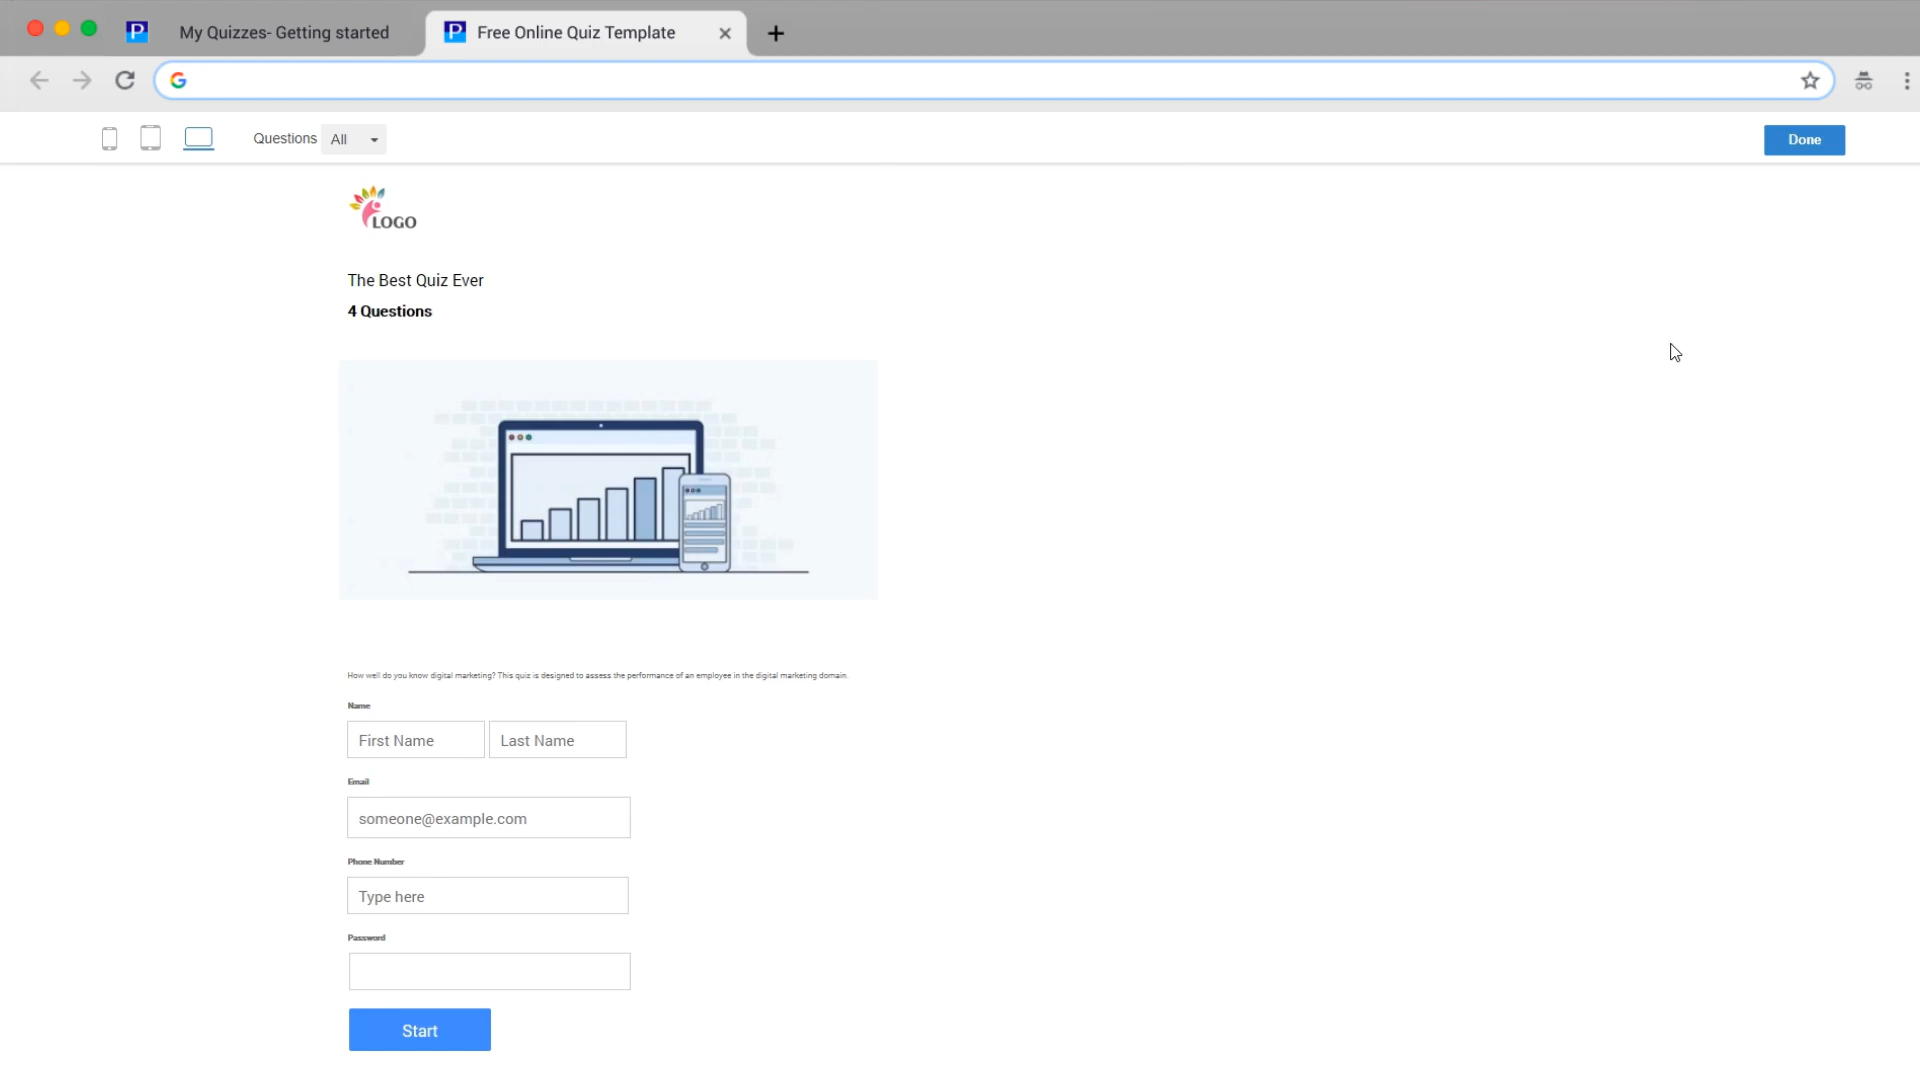 My Quizzes- Getting started
Free Online Quiz Template
Questions All
Done
LOGO
The Best Quiz Ever
4 Questions
How well do you know digital marketing? This quiz is designed to assess the performance of an employee in the digital marketing domain.
Name
First Name Last Name
Email
someone@example.com
Phone Number
Type here
Password
Start